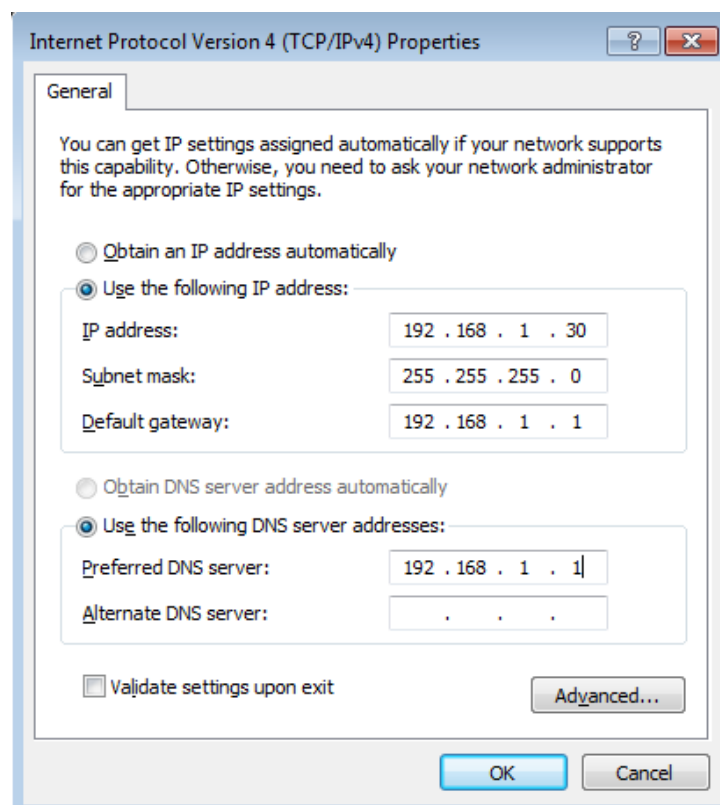 Internet Protocol Version 4 (TCP/IPv4) Properties
?
General
You can get IP settings assigned automatically if your network supports
this capability. Otherwise, you need to ask your network administrator
for the appropriate IP settings.
Obtain an IP address automatically
Use the following IP address:
IP address: 192 . 168 . 1 . 30
Subnet mask: 255 . 255 . 255 . 0
Default gateway: 192 . 168 . 1 . 1
Obtain DNS server address automatically
Use the following DNS server addresses:
Preferred DNS server: 192 . 168 . 1 . 1
Alternate DNS server: . . .
Validate settings upon exit
Advanced...
OK Cancel